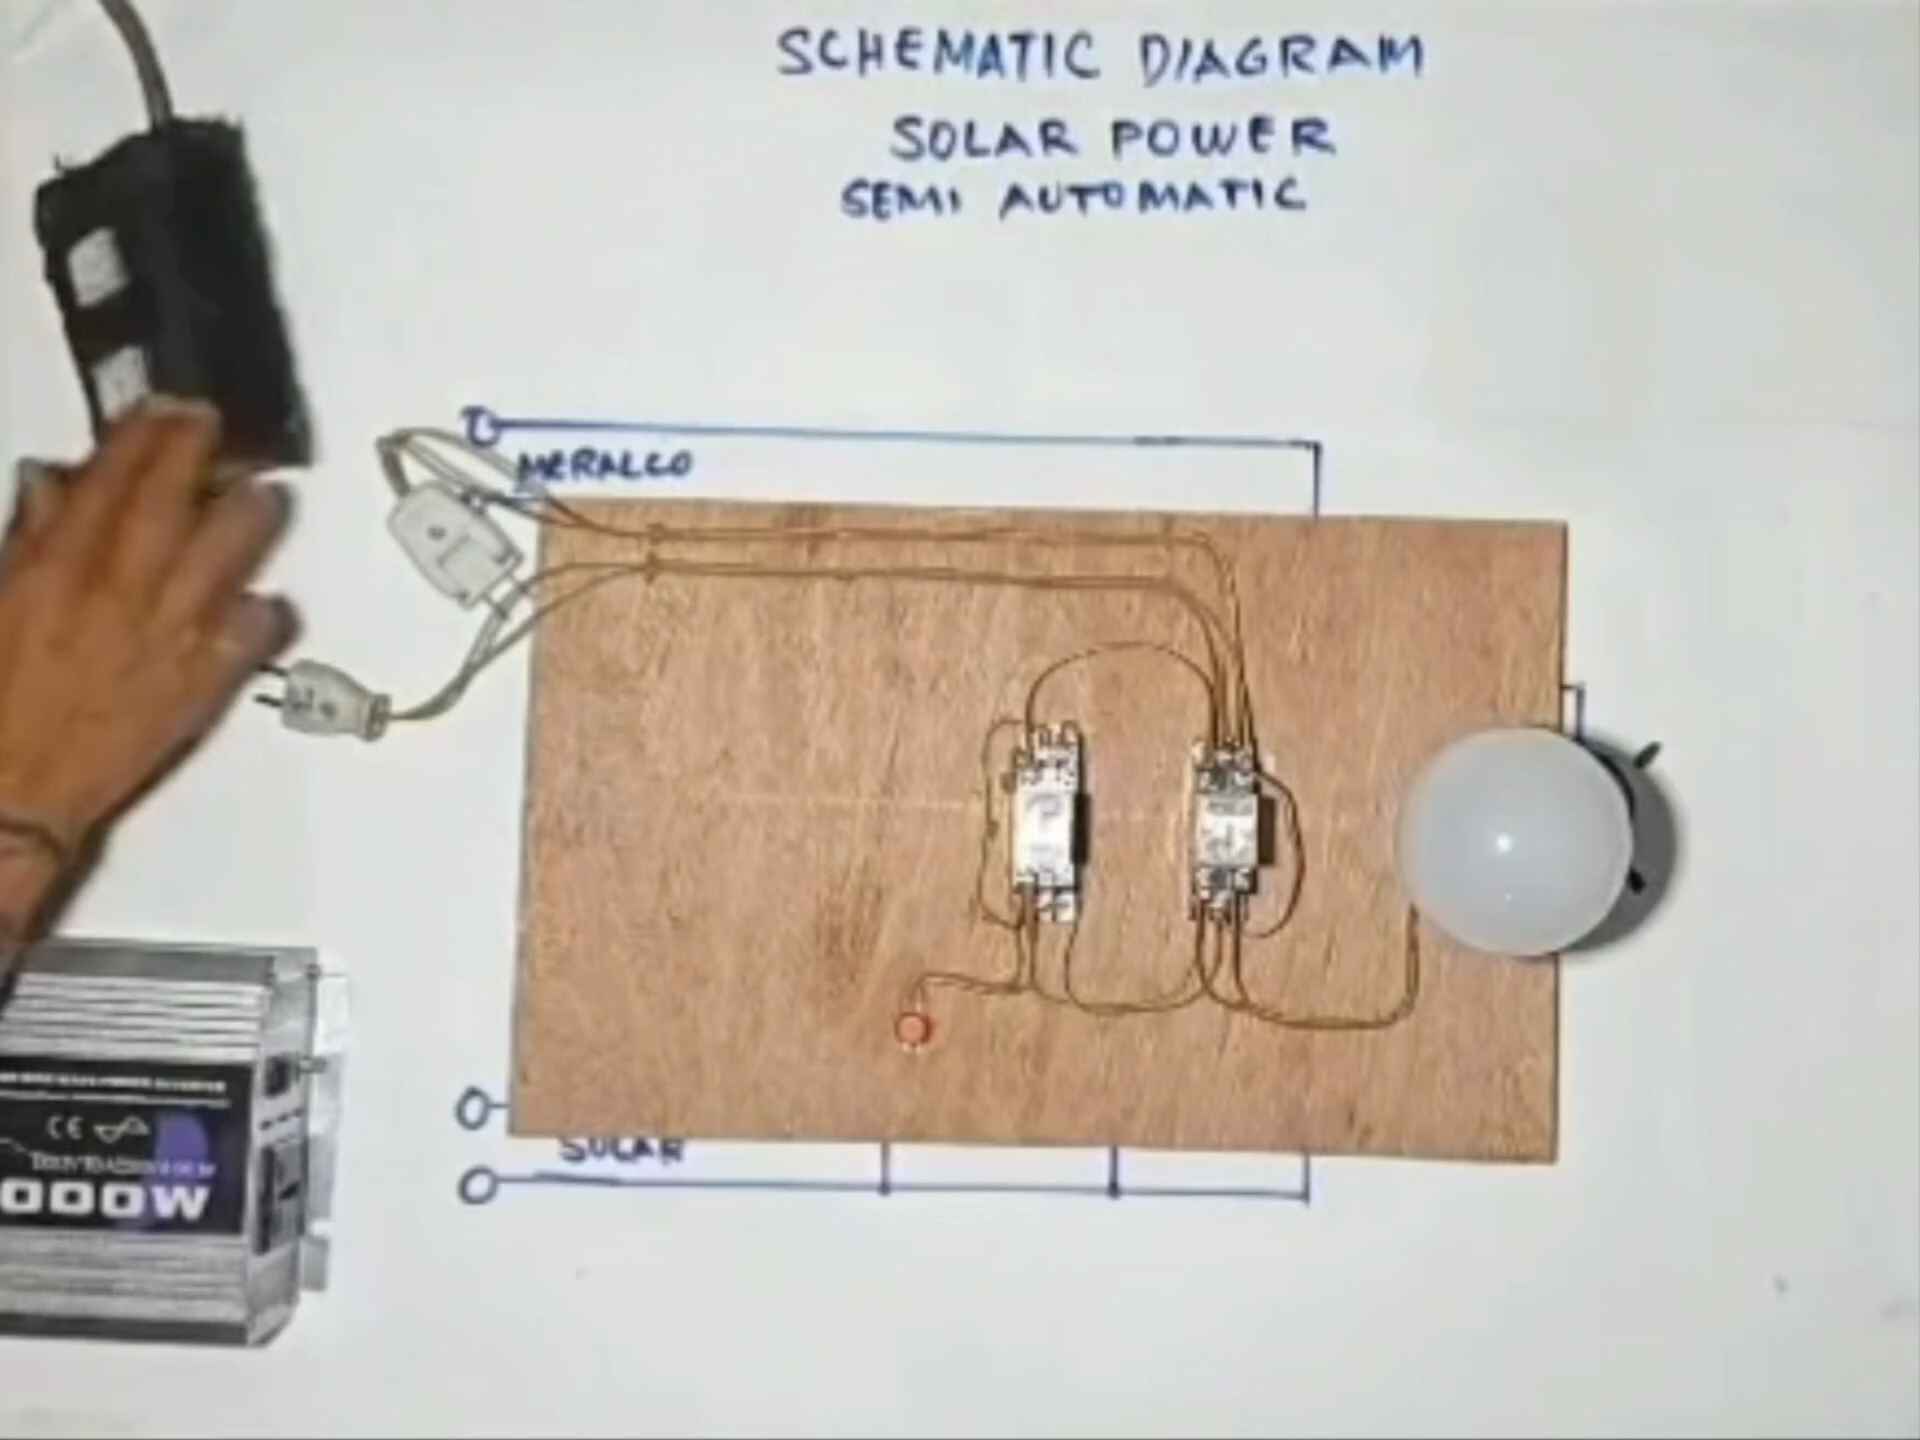 SCHEMATIC DIAGRAM
SOLAR POWER
SEMI AUTOMATIC
MERALCO
SOLAR
CE
000W